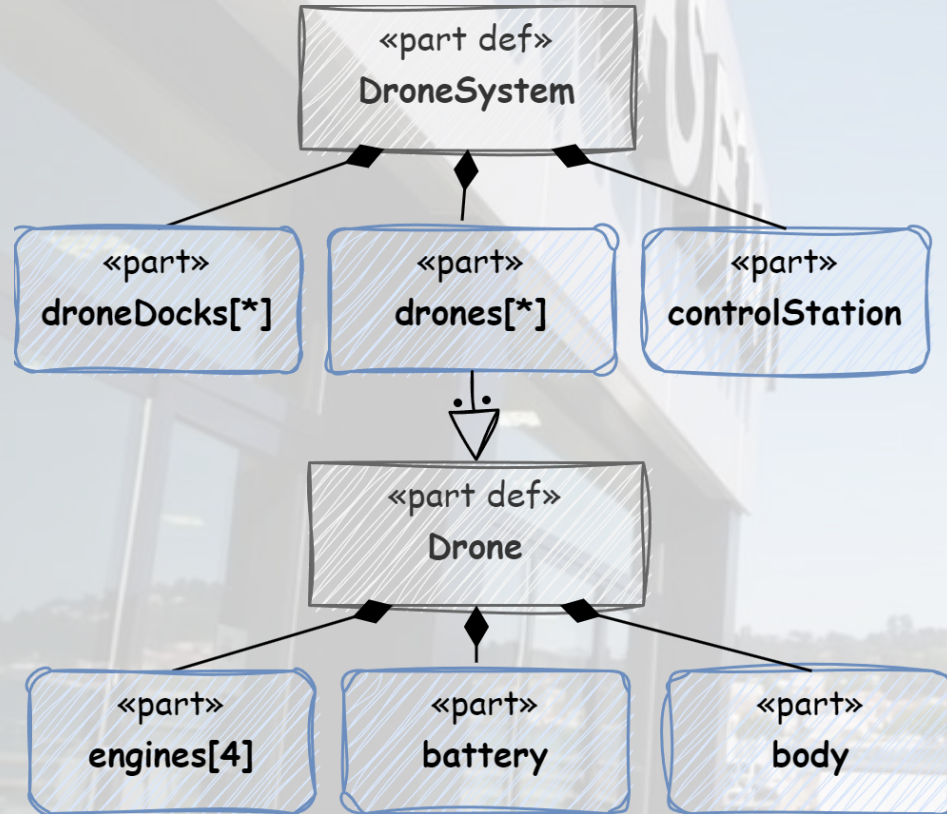 «part def»
DroneSystem
«part»
droneDocks[*]
«part»
drones[*]
«part»
controlStation
«part def»
Drone
«part»
engines[4]
«part»
battery
«part»
body